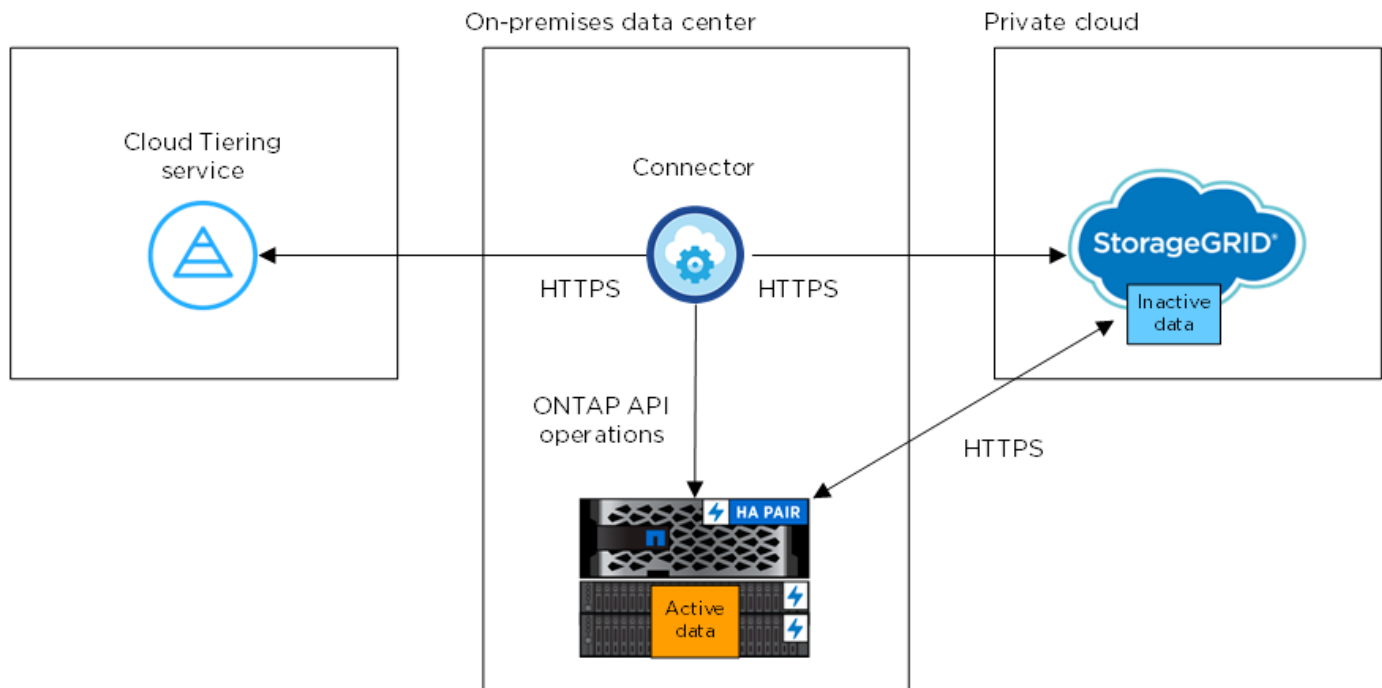 On-premises data center
Private cloud
Cloud Tiering
service
Connector
StorageGRID®
HTTPS
HTTPS
Inactive
data
ONTAP API
operations
HTTPS
HA PAIR
Active
data